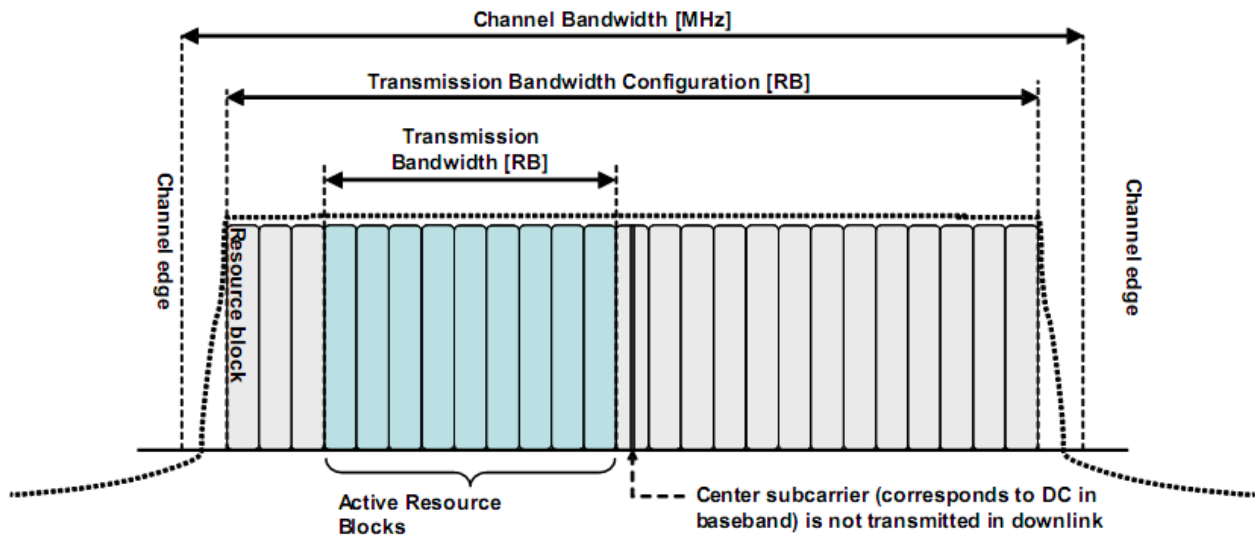 Channel Bandwidth [MHz]
Transmission Bandwidth Configuration [RB]
Transmission
Bandwidth [RB]
Channel edge
Channel edge
Resource block
Active Resource
Blocks
Center subcarrier (corresponds to DC in
baseband) is not transmitted in downlink